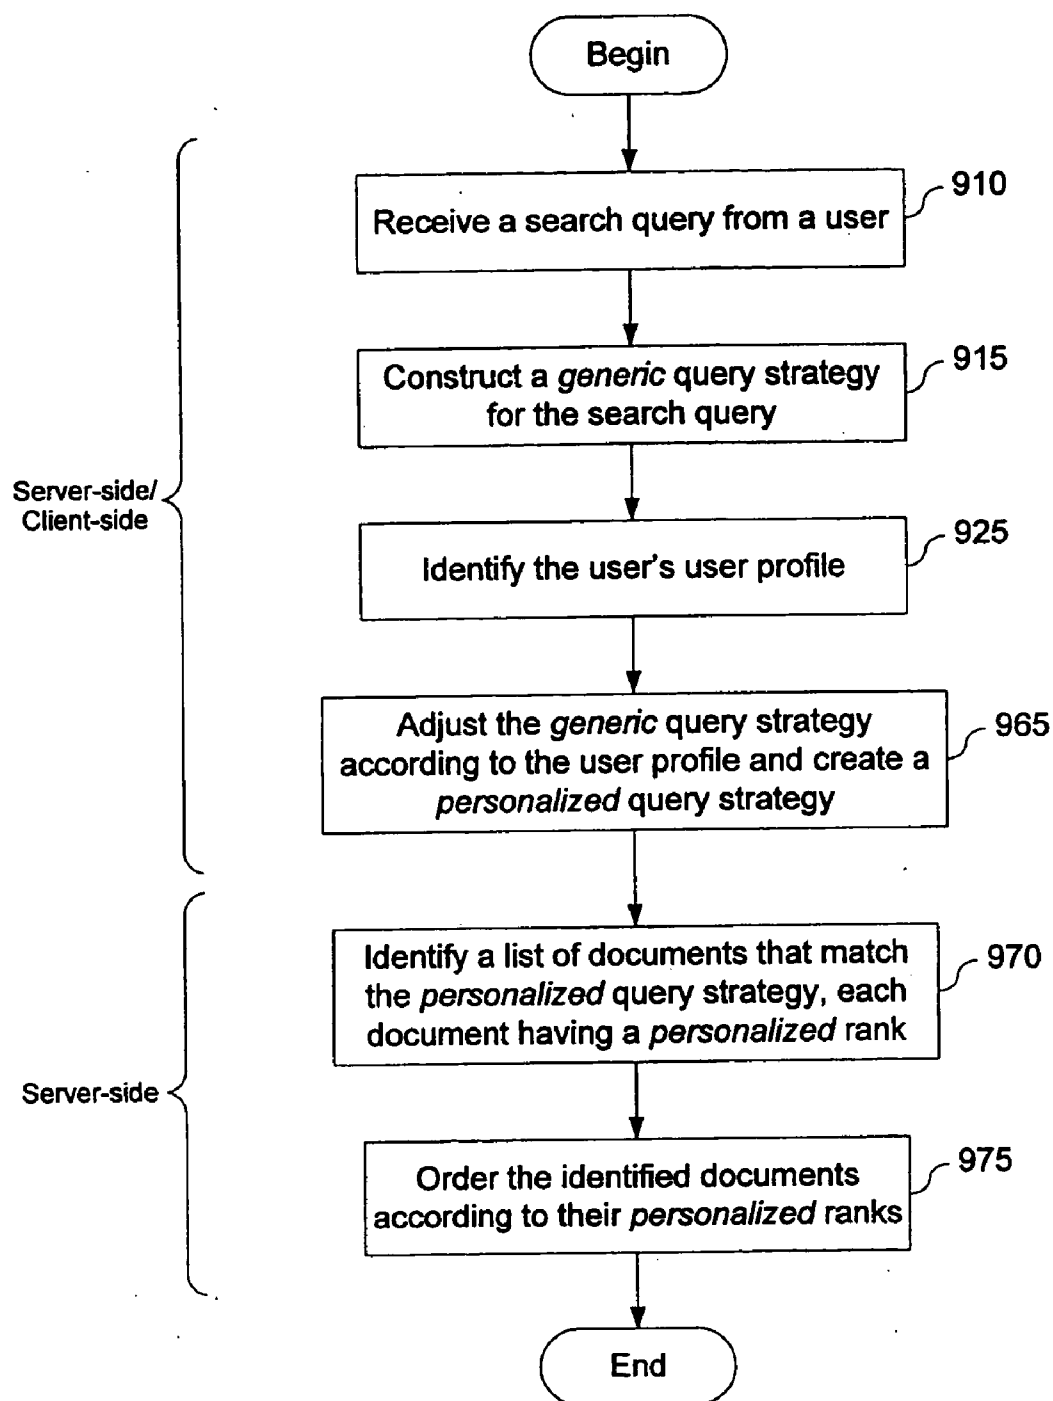 Begin
Receive a search query from a user
910
Construct a generic query strategy
for the search query
915
Server-side/
Client-side
Identify the user's user profile
925
Adjust the generic query strategy
according to the user profile and create a
personalized query strategy
965
Identify a list of documents that match
the personalized query strategy, each
document having a personalized rank
970
Server-side
Order the identified documents
according to their personalized ranks
975
End